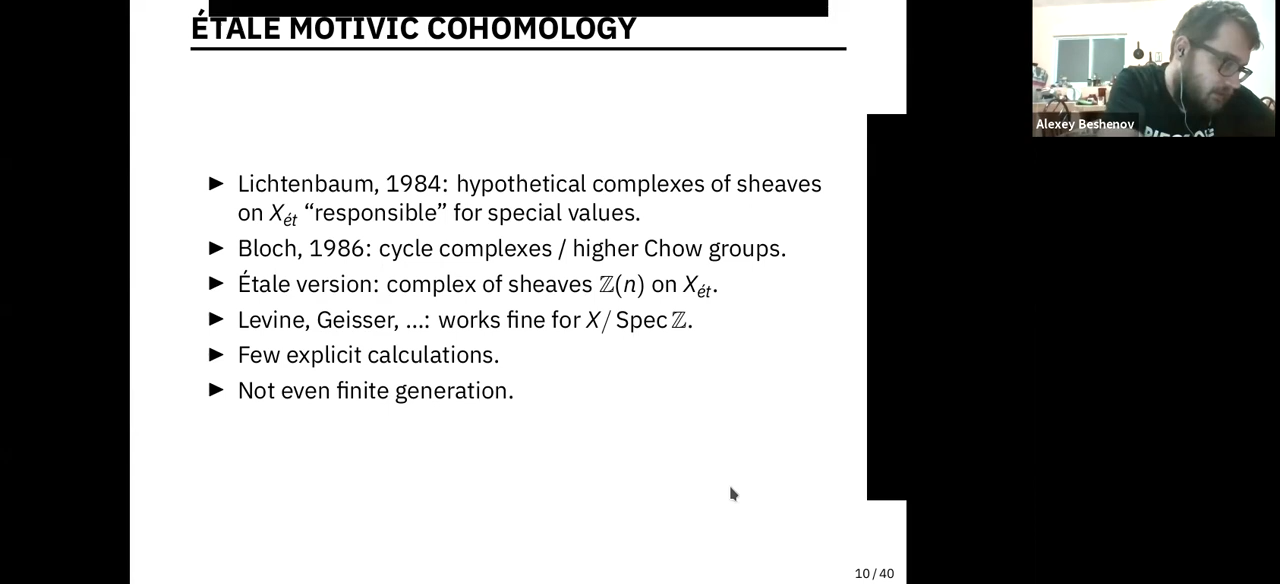 ÉTALE MOTIVIC COHOMOLOGY
Alexey Beshenov
► Lichtenbaum, 1984: hypothetical complexes of sheaves
on Xét “responsible” for special values.
► Bloch, 1986: cycle complexes / higher Chow groups.
► Étale version: complex of sheaves ℤ(n) on Xét.
► Levine, Geisser, ...: works fine for X/ Spec ℤ.
► Few explicit calculations.
► Not even finite generation.
10 / 40